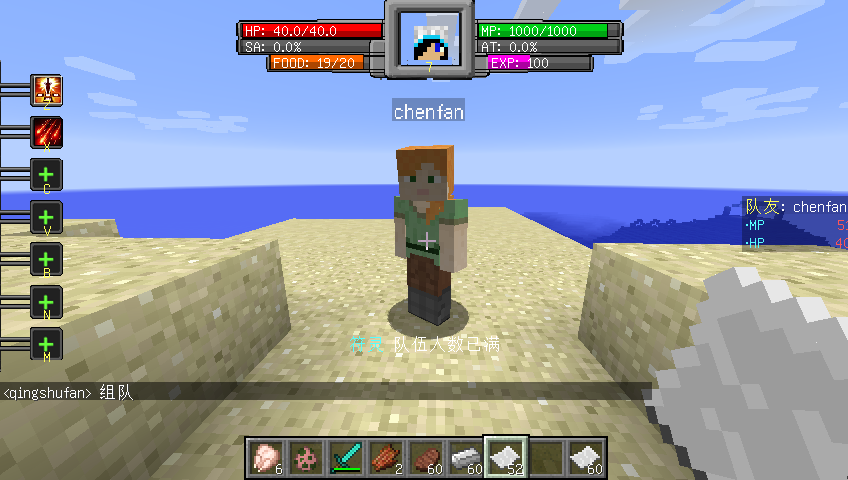 HP: 40.0/40.0
MP: 1000/1000
SA: 0.0%
AT: 0.0%
FOOD: 19/20
EXP: 100
7
Z
X
C
V
B
N
M
chenfan
队友: chenfan
·MP 51
·HP 40
队伍人数已满
<qingshufan> 组队
6
2
60
60
52
60